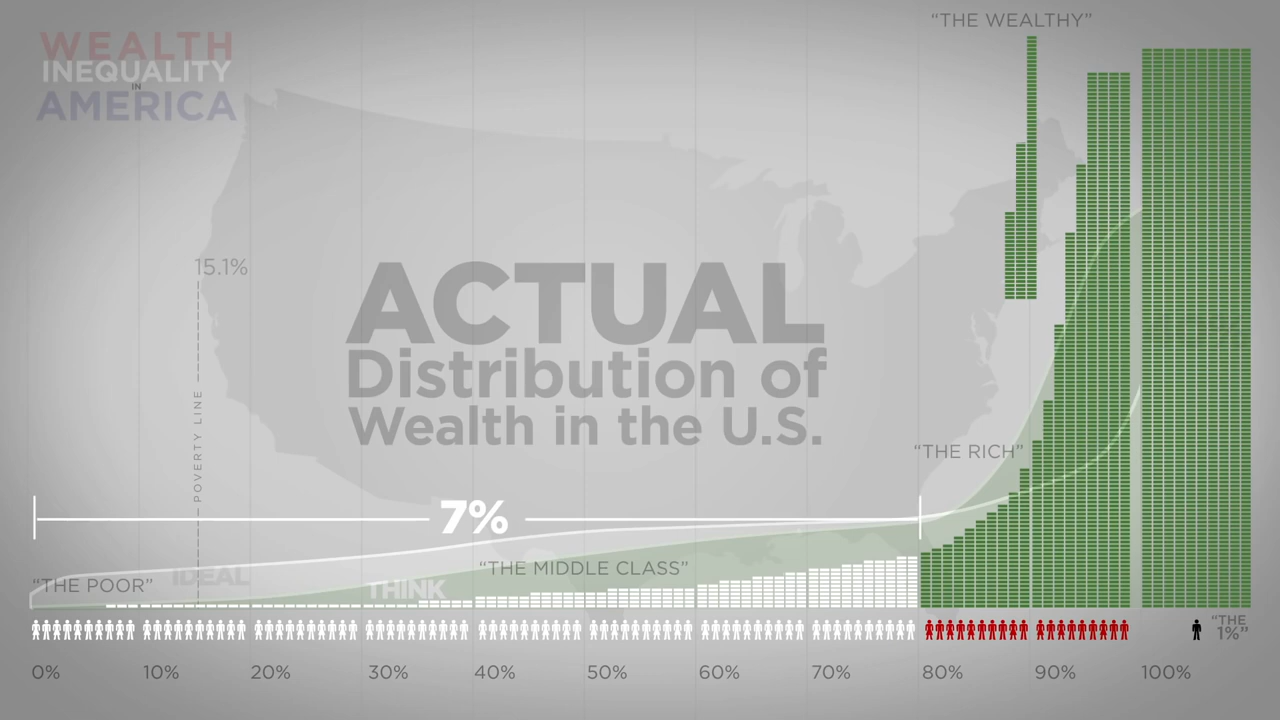 “THE WEALTHY”
WEALTH
INEQUALITY
IN
AMERICA
15.1%
ACTUAL
Distribution of
Wealth in the U.S.
POVERTY LINE
“THE RICH”
7%
“THE POOR”
IDEAL
THINK
“THE MIDDLE CLASS”
“THE
1%”
0%
10%
20%
30%
40%
50%
60%
70%
80%
90%
100%